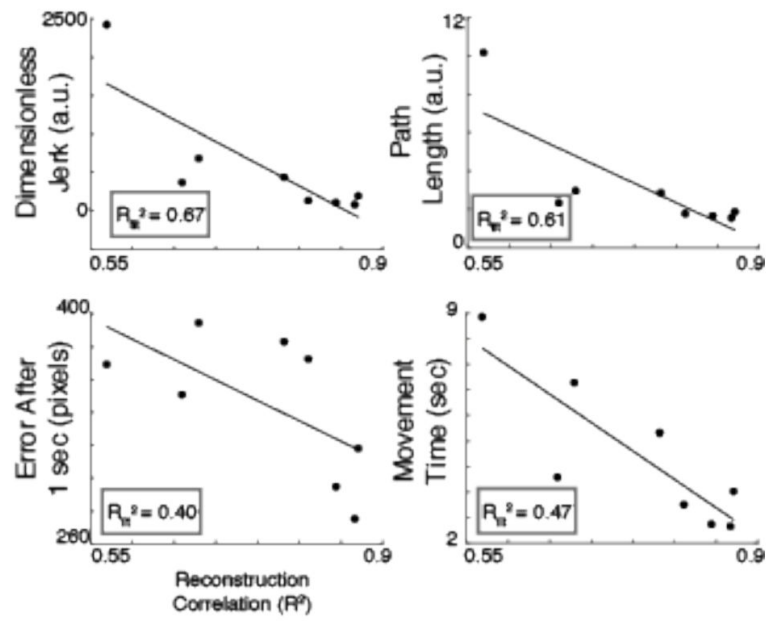 2500
Dimensionless
Jerk (a.u.)
0
R_fit² = 0.67
0.55
0.9
12
Path
Length (a.u.)
0
R_fit² = 0.61
0.55
0.9
400
Error After
1 sec (pixels)
260
R_fit² = 0.40
0.55
0.9
Reconstruction
Correlation (R²)
9
Movement
Time (sec)
2
R_fit² = 0.47
0.55
0.9